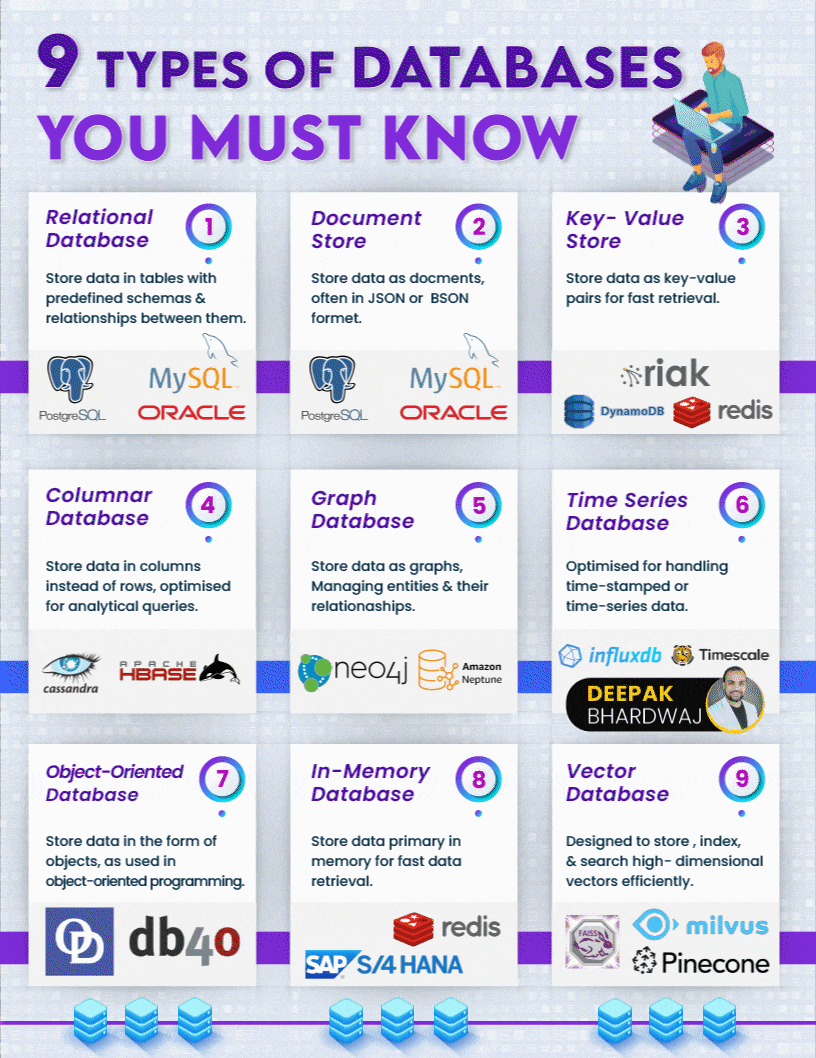 9 TYPES OF DATABASES
YOU MUST KNOW
Relational
Database
1
Store data in tables with
predefined schemas &
relationships between them.
PostgreSQL
MySQL
ORACLE
Document
Store
2
Store data as docments,
often in JSON or BSON
formet.
PostgreSQL
MySQL
ORACLE
Key- Value
Store
3
Store data as key-value
pairs for fast retrieval.
riak
DynamoDB
redis
Columnar
Database
4
Store data in columns
instead of rows, optimised
for analytical queries.
cassandra
APACHE
HBASE
Graph
Database
5
Store data as graphs,
Managing entities & their
relationaships.
neo4j
Amazon
Neptune
Time Series
Database
6
Optimised for handling
time-stamped or
time-series data.
influxdb
Timescale
DEEPAK
BHARDWAJ
Object-Oriented
Database
7
Store data in the form of
objects, as used in
object-oriented programming.
OD
db4o
In-Memory
Database
8
Store data primary in
memory for fast data
retrieval.
redis
SAP S/4 HANA
Vector
Database
9
Designed to store , index,
& search high- dimensional
vectors efficiently.
FAISS
milvus
Pinecone